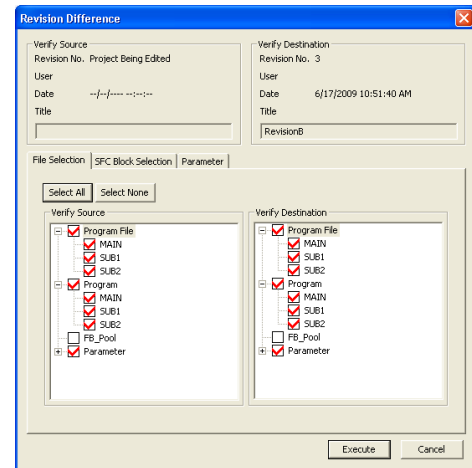 Revision Difference
Verify Source
Revision No. Project Being Edited
User
Date --/--/---- --:--:--
Title
Verify Destination
Revision No. 3
User
Date 6/17/2009 10:51:40 AM
Title
RevisionB
File Selection SFC Block Selection Parameter
Select All Select None
Verify Source
Program File
MAIN
SUB1
SUB2
Program
MAIN
SUB1
SUB2
FB_Pool
Parameter
Verify Destination
Program File
MAIN
SUB1
SUB2
Program
MAIN
SUB1
SUB2
FB_Pool
Parameter
Execute Cancel